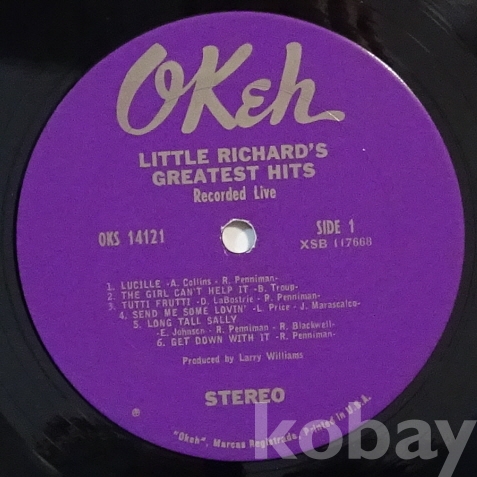 OKeh
LITTLE RICHARD'S
GREATEST HITS
Recorded Live
OKS 14121
SIDE 1
XSB 117668
1. LUCILLE -A. Collins - R. Penniman-
2. THE GIRL CAN'T HELP IT -B. Troup-
3. TUTTI FRUTTI -D. LaBostrie - R. Penniman-
4. SEND ME SOME LOVIN' -L. Price - J. Marascalco-
5. LONG TALL SALLY
-E. Johnson - R. Penniman - R. Blackwell-
6. GET DOWN WITH IT -R. Penniman-
Produced by Larry Williams
STEREO
℗
"Okeh", Marcas Registrada. Printed in U.S.A.
kobay